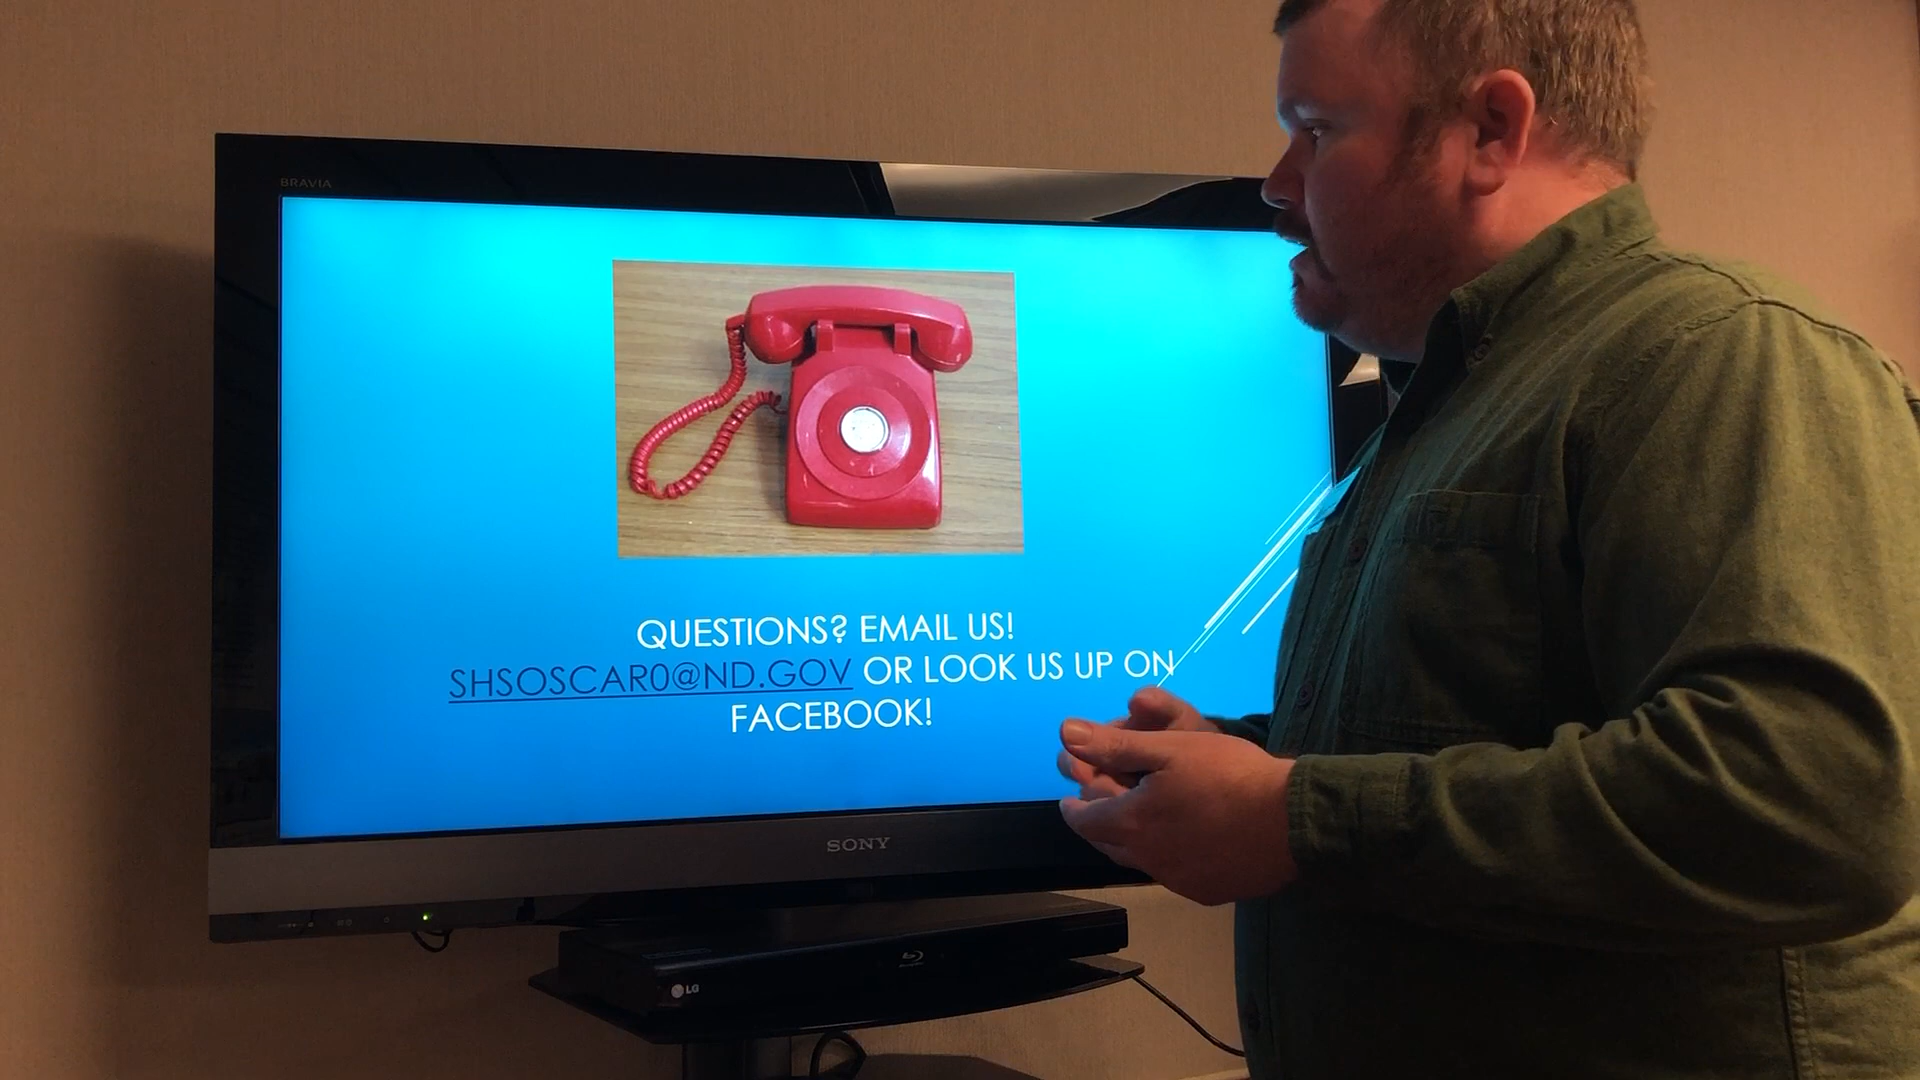 BRAVIA
QUESTIONS? EMAIL US!
SHSOSCAR0@ND.GOV OR LOOK US UP ON
FACEBOOK!
SONY
LG